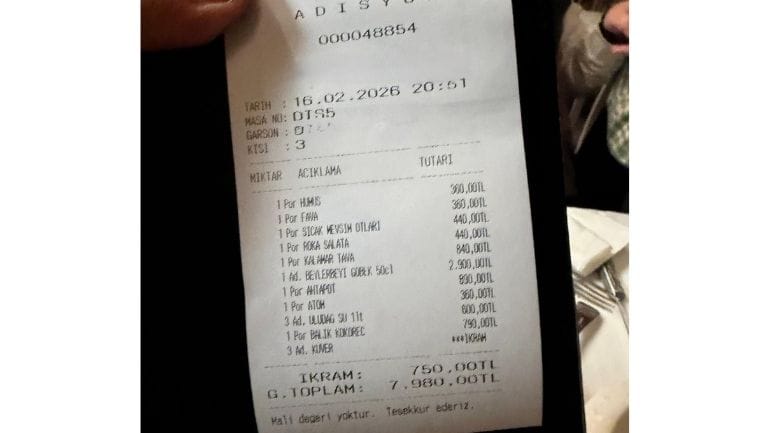 A D I S Y O
000048854
TARIH : 16.02.2026 20:51
MASA NO: DTS5
GARSON :
KISI : 3
MIKTAR ACIKLAMA TUTARI
1 Por HUMUS 360,00TL
1 Por FAVA 360,00TL
1 Por SICAK MEVSIM OTLARI 440,00TL
1 Por ROKA SALATA 440,00TL
1 Por KALAMAR TAVA 840,00TL
1 Ad. BEYLERBEYI GOBEK 50cl 2.900,00TL
1 Por AHTAPOT 890,00TL
1 Por ATOM 360,00TL
3 Ad. ULUDAG SU 1lt 600,00TL
1 Por BALIK KOKOREC 790,00TL
3 Ad. KUVER ***IKRAM
IKRAM: 750,00TL
G.TOPLAM: 7.980,00TL
Mali degeri yoktur. Tesekkur ederiz.